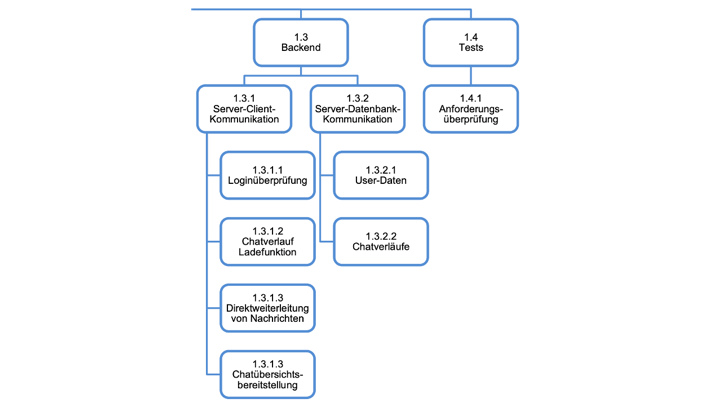 1.3
Backend
1.4
Tests
1.3.1
Server-Client-
Kommunikation
1.3.2
Server-Datenbank-
Kommunikation
1.4.1
Anforderungs-
überprüfung
1.3.1.1
Loginüberprüfung
1.3.2.1
User-Daten
1.3.1.2
Chatverlauf
Ladefunktion
1.3.2.2
Chatverläufe
1.3.1.3
Direktweiterleitung
von Nachrichten
1.3.1.3
Chatübersichts-
bereitstellung